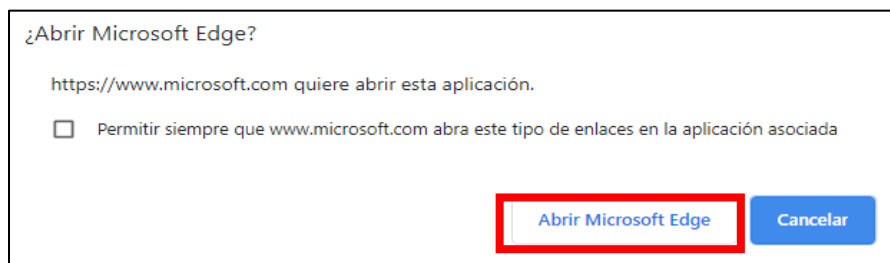 ¿Abrir Microsoft Edge?
https://www.microsoft.com quiere abrir esta aplicación.
Permitir siempre que www.microsoft.com abra este tipo de enlaces en la aplicación asociada
Abrir Microsoft Edge Cancelar